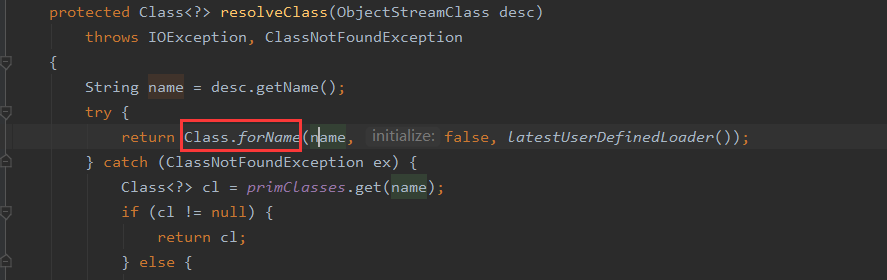 protected Class<?> resolveClass(ObjectStreamClass desc)
throws IOException, ClassNotFoundException
{
String name = desc.getName();
try {
return Class.forName(name, initialize: false, latestUserDefinedLoader());
} catch (ClassNotFoundException ex) {
Class<?> cl = primClasses.get(name);
if (cl != null) {
return cl;
} else {